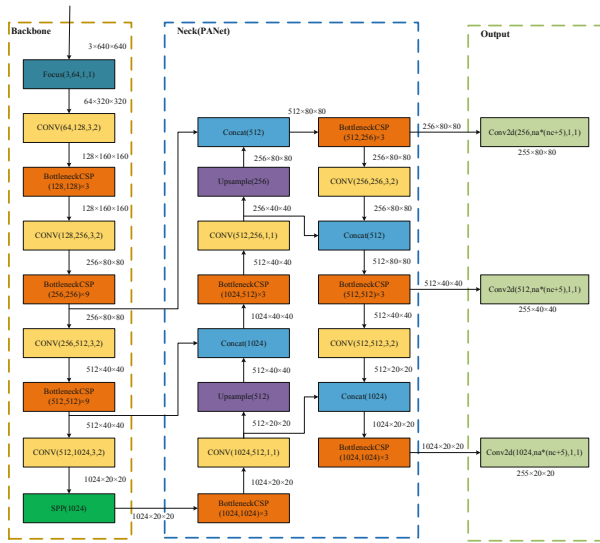 Backbone
3×640×640
Focus(3,64,1,1)
64×320×320
CONV(64,128,3,2)
128×160×160
BottleneckCSP
(128,128)×3
128×160×160
CONV(128,256,3,2)
256×80×80
BottleneckCSP
(256,256)×9
256×80×80
CONV(256,512,3,2)
512×40×40
BottleneckCSP
(512,512)×9
512×40×40
CONV(512,1024,3,2)
1024×20×20
SPP(1024)
1024×20×20
Neck(PANet)
Concat(512)
256×80×80
Upsample(256)
256×40×40
CONV(512,256,1,1)
512×40×40
BottleneckCSP
(1024,512)×3
1024×40×40
Concat(1024)
512×40×40
Upsample(512)
512×20×20
CONV(1024,512,1,1)
1024×20×20
BottleneckCSP
(1024,1024)×3
512×80×80
BottleneckCSP
(512,256)×3
256×80×80
CONV(256,256,3,2)
256×80×80
Concat(512)
512×80×80
BottleneckCSP
(512,512)×3
512×40×40
CONV(512,512,3,2)
512×20×20
Concat(1024)
1024×20×20
BottleneckCSP
(1024,1024)×3
Output
256×80×80
Conv2d(256,na*(nc+5),1,1)
255×80×80
512×40×40
Conv2d(512,na*(nc+5),1,1)
255×40×40
1024×20×20
Conv2d(1024,na*(nc+5),1,1)
255×20×20